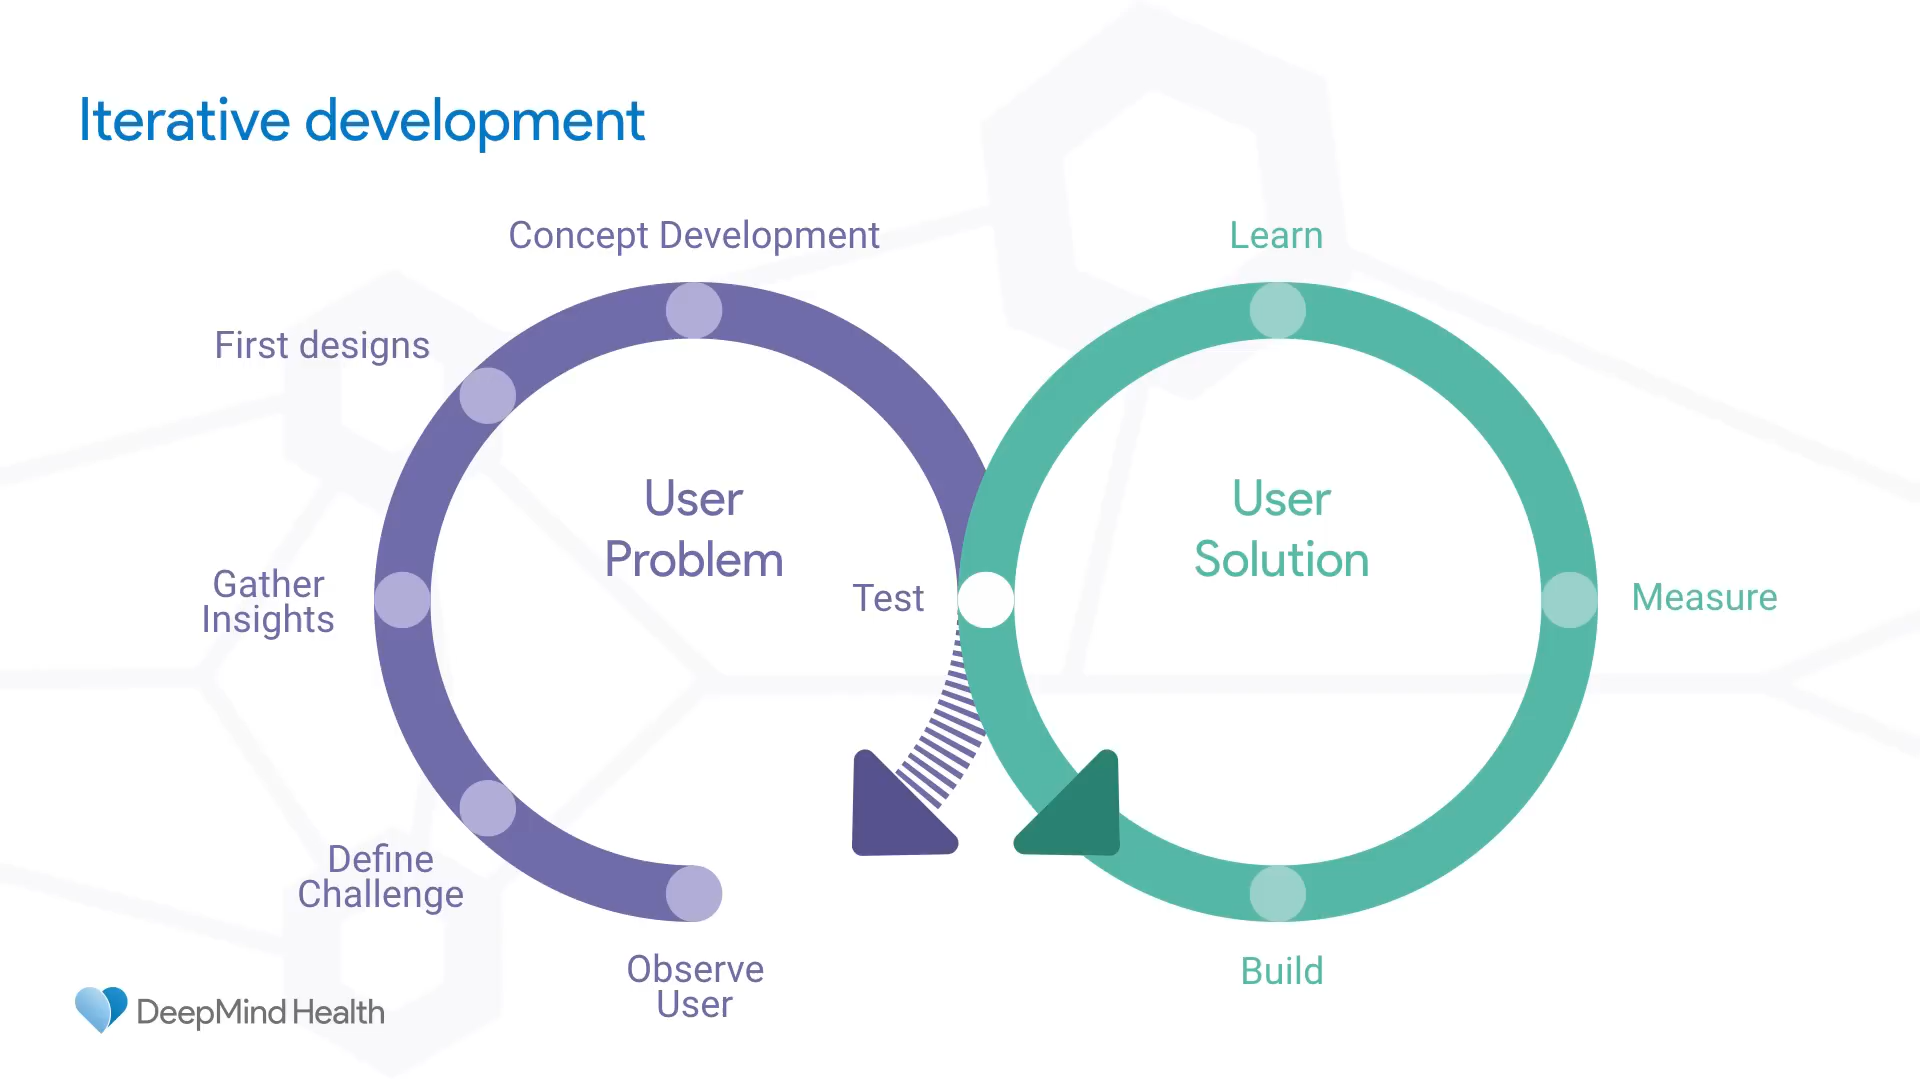 Iterative development
Concept Development
Learn
First designs
User
Problem
User
Solution
Gather
Insights
Test
Measure
Define
Challenge
Observe
User
Build
DeepMind Health